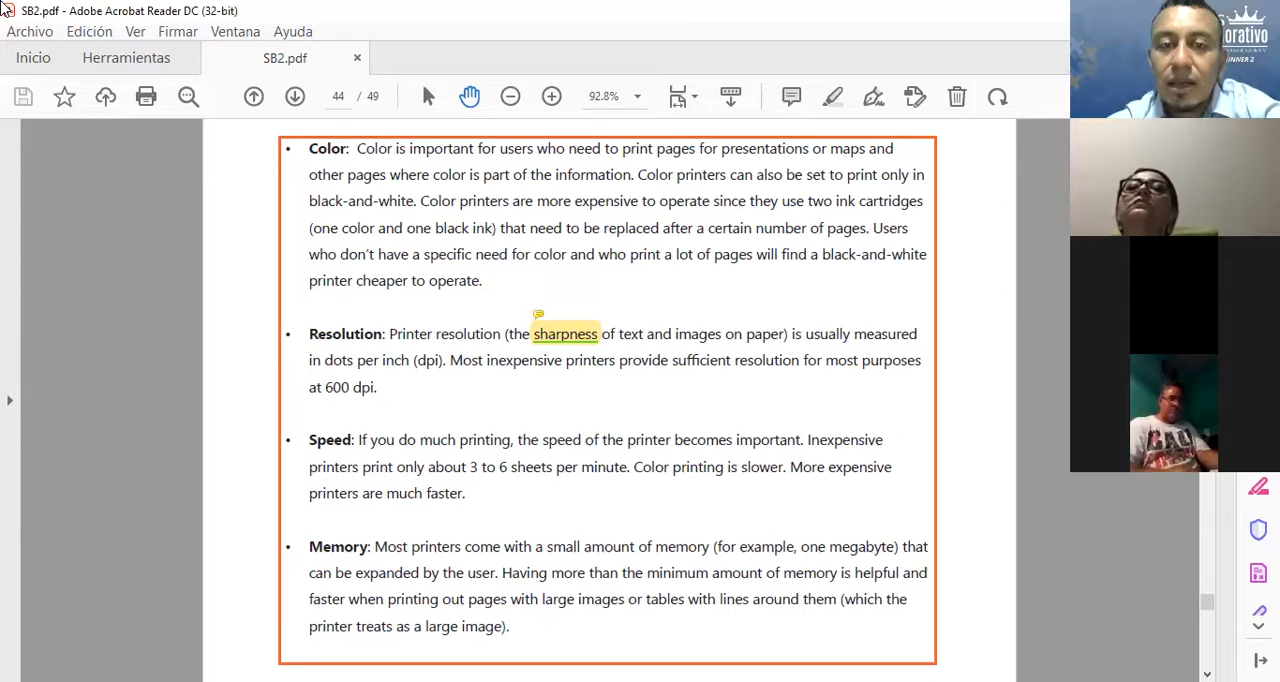 SB2.pdf - Adobe Acrobat Reader DC (32-bit)
Archivo Edición Ver Firmar Ventana Ayuda
Inicio Herramientas SB2.pdf ×
44 / 49 92.8%
orativo
INNER 2
• Color: Color is important for users who need to print pages for presentations or maps and
other pages where color is part of the information. Color printers can also be set to print only in
black-and-white. Color printers are more expensive to operate since they use two ink cartridges
(one color and one black ink) that need to be replaced after a certain number of pages. Users
who don't have a specific need for color and who print a lot of pages will find a black-and-white
printer cheaper to operate.
• Resolution: Printer resolution (the sharpness of text and images on paper) is usually measured
in dots per inch (dpi). Most inexpensive printers provide sufficient resolution for most purposes
at 600 dpi.
• Speed: If you do much printing, the speed of the printer becomes important. Inexpensive
printers print only about 3 to 6 sheets per minute. Color printing is slower. More expensive
printers are much faster.
• Memory: Most printers come with a small amount of memory (for example, one megabyte) that
can be expanded by the user. Having more than the minimum amount of memory is helpful and
faster when printing out pages with large images or tables with lines around them (which the
printer treats as a large image).